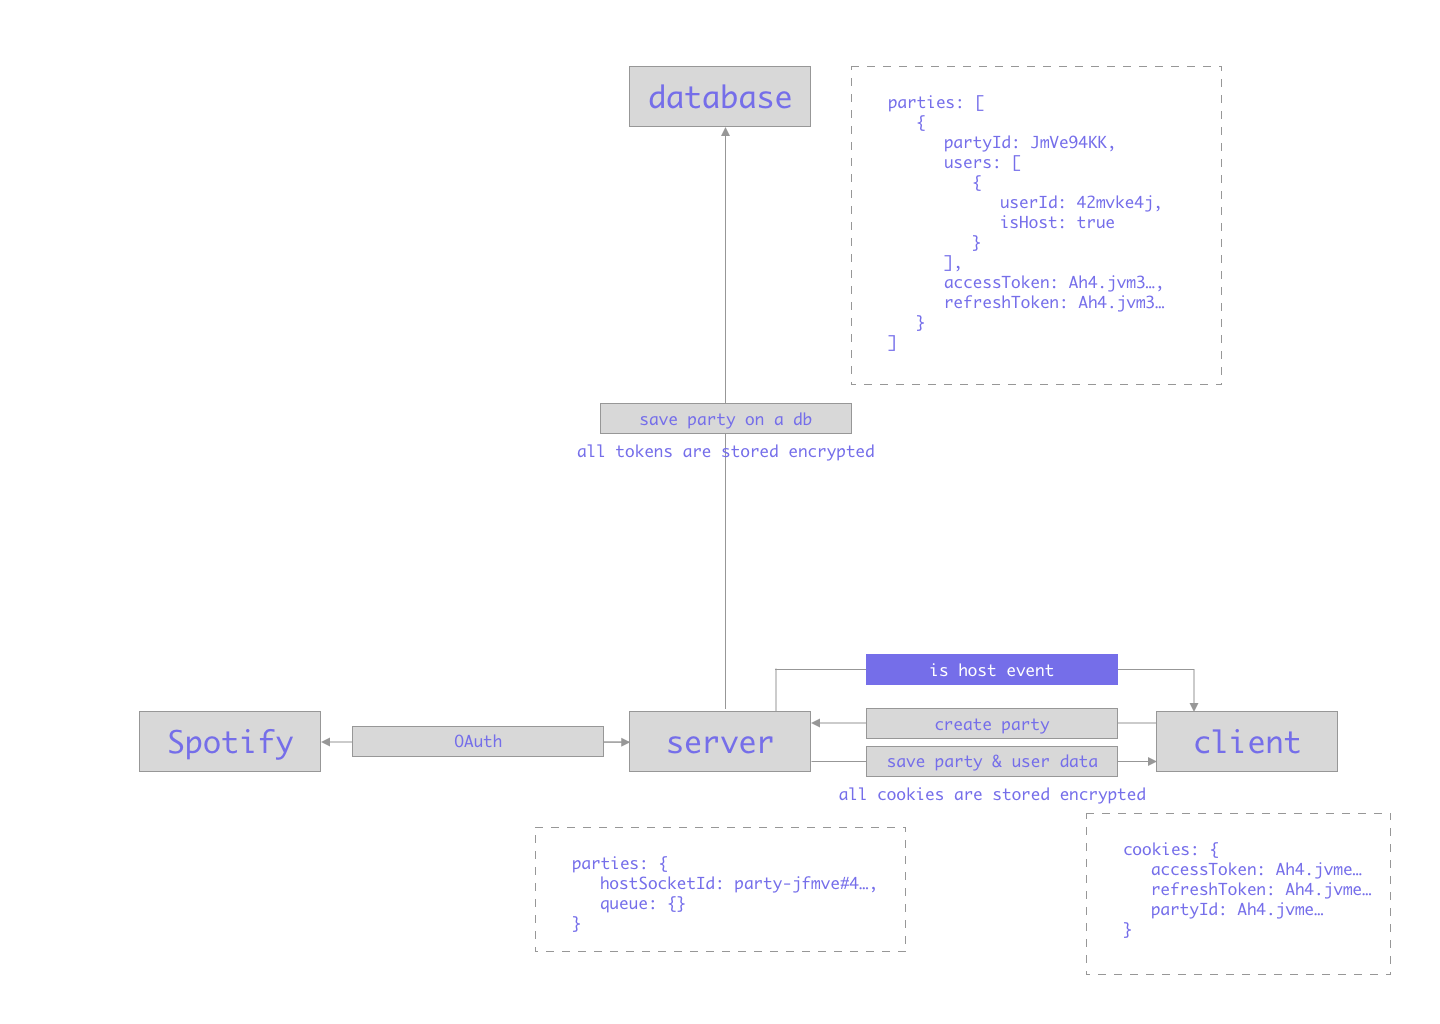 database
parties: [
{
partyId: JmVe94KK,
users: [
{
userId: 42mvke4j,
isHost: true
}
],
accessToken: Ah4.jvm3…,
refreshToken: Ah4.jvm3…
}
]
save party on a db
all tokens are stored encrypted
is host event
Spotify
OAuth
server
create party
client
save party & user data
all cookies are stored encrypted
parties: {
hostSocketId: party-jfmve#4…,
queue: {}
}
cookies: {
accessToken: Ah4.jvme…
refreshToken: Ah4.jvme…
partyId: Ah4.jvme…
}